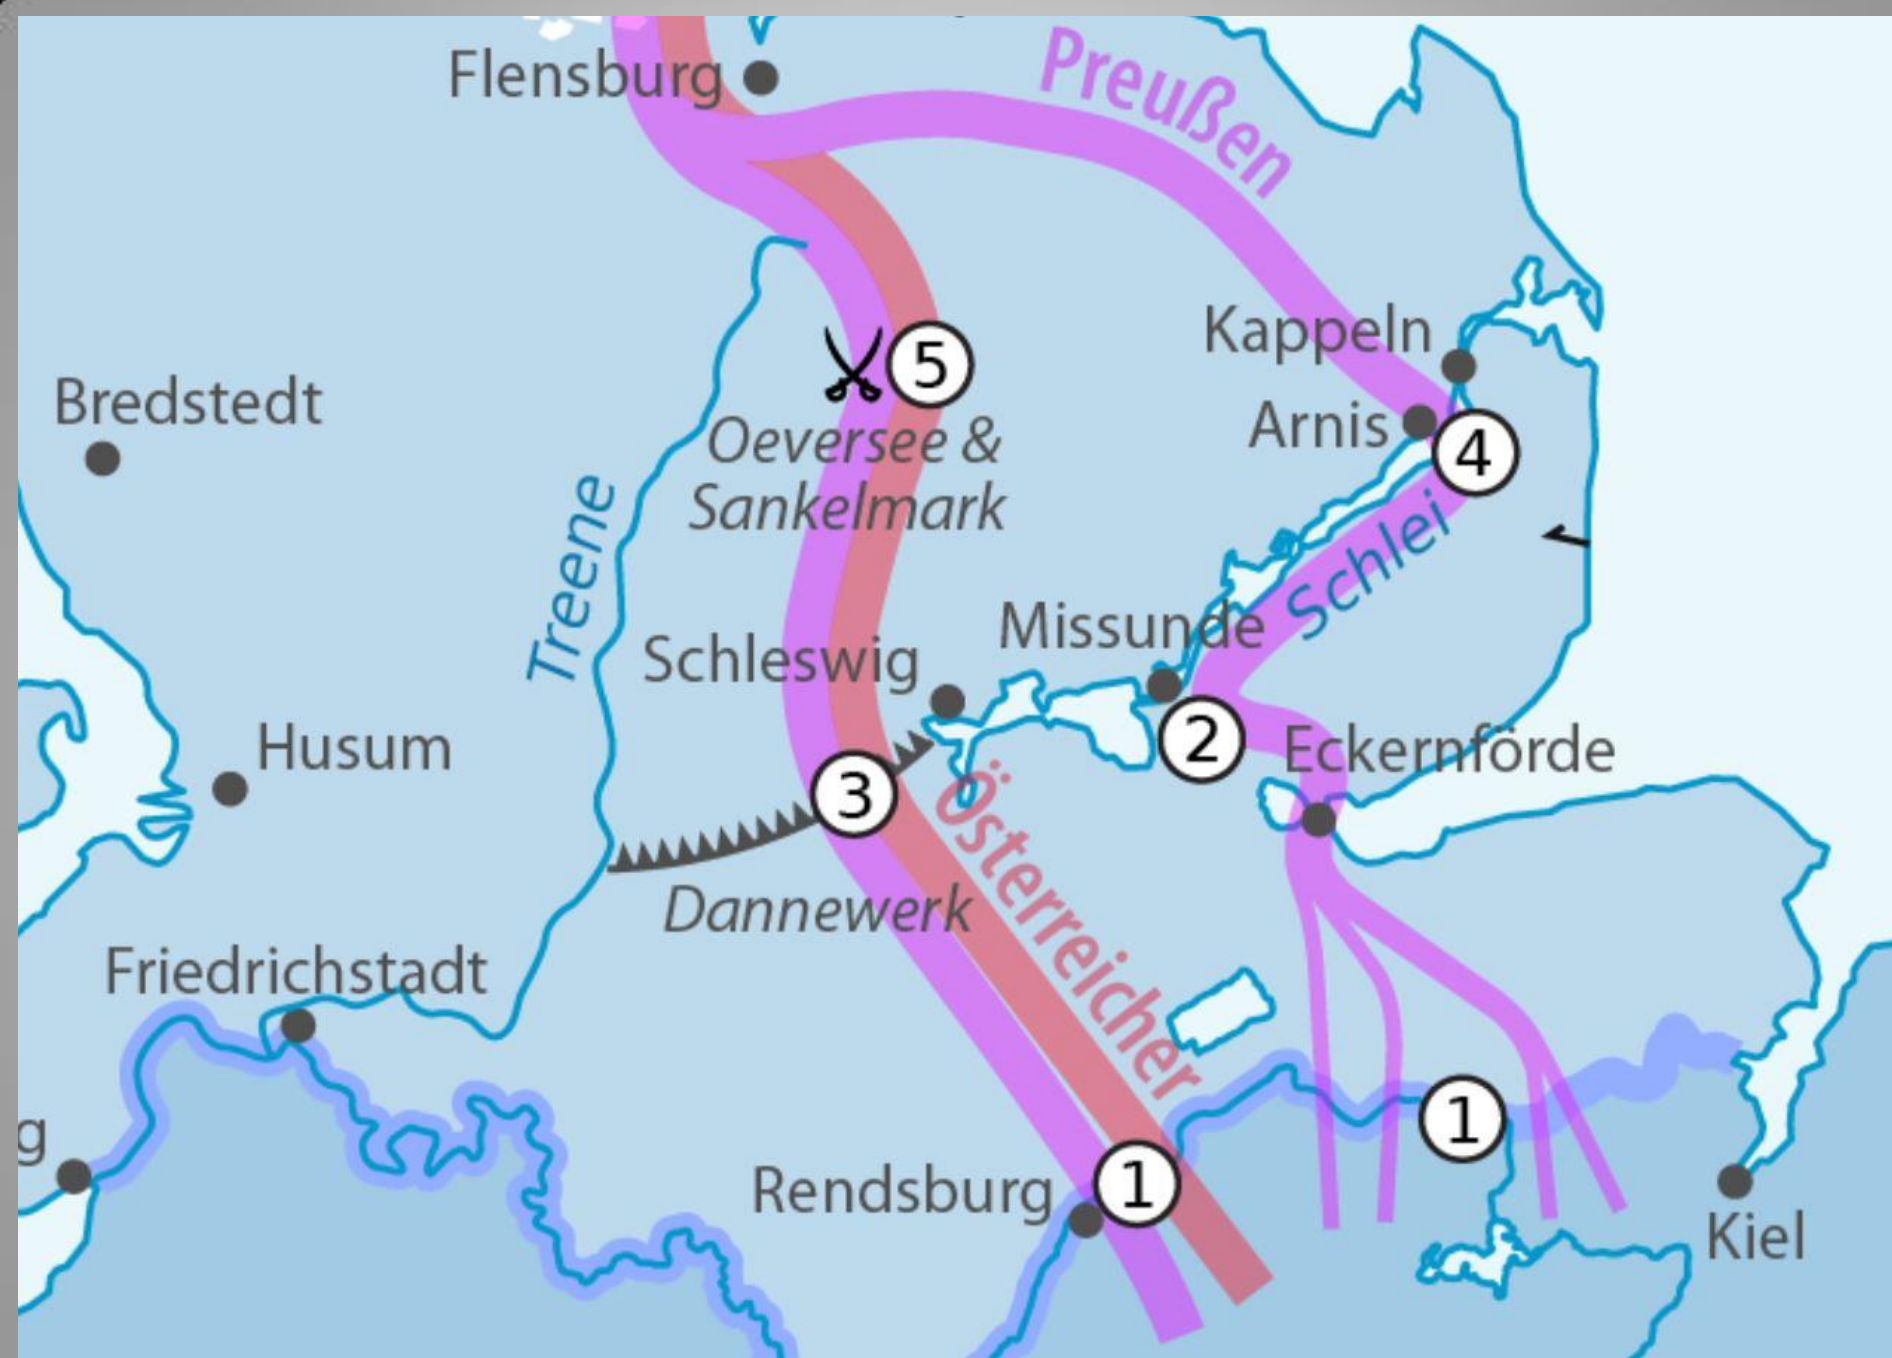 Flensburg
Preußen
Kappeln
Bredstedt
Arnis
5
4
Oeversee &
Sankelmark
Treene
Schlei
Missunde
Schleswig
Husum
2
Eckernförde
3
Österreicher
Dannewerk
Friedrichstadt
g
1
Rendsburg
1
Kiel